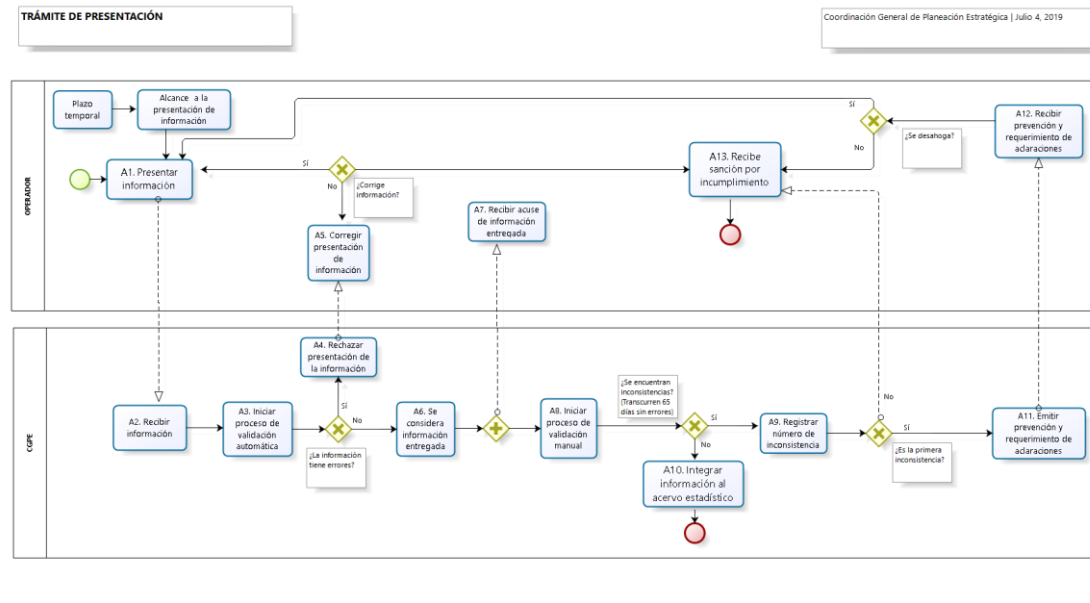 TRÁMITE DE PRESENTACIÓN
Coordinación General de Planeación Estratégica | Julio 4, 2019
OPERADOR
Plazo
temporal
Alcance a la
presentación de
información
A1. Presentar
información
Sí
No
¿Corrige
información?
A5. Corregir
presentación
de
información
A7. Recibir acuse
de información
entregada
A13. Recibe
sanción por
incumplimiento
Sí
No
¿Se desahoga?
A12. Recibir
prevención y
requerimiento de
aclaraciones
CGPE
A2. Recibir
información
A3. Iniciar
proceso de
validación
automática
A4. Rechazar
presentación de
la información
Sí
No
¿La información
tiene errores?
A6. Se
considera
información
entregada
A8. Iniciar
proceso de
validación
manual
¿Se encuentran
inconsistencias?
(Transcurren 65
días sin errores)
Sí
No
A10. Integrar
información al
acervo estadístico
A9. Registrar
número de
inconsistencia
No
Sí
¿Es la primera
inconsistencia?
A11. Emitir
prevención y
requerimiento de
aclaraciones